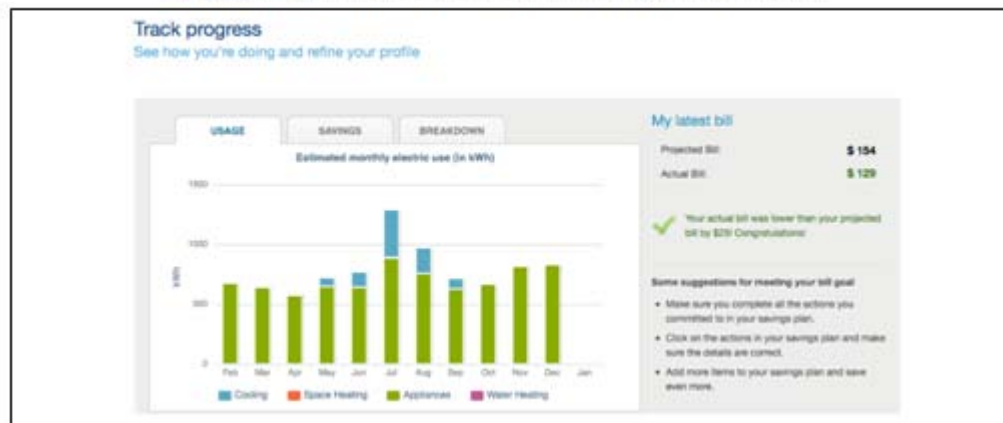 Track progress
See how you're doing and refine your profile
USAGE
SAVINGS
BREAKDOWN
Estimated monthly electric use (in kWh)
1500
1000
500
0
kWh
Feb Mar Apr May Jun Jul Aug Sep Oct Nov Dec Jan
Cooling Space Heating Appliances Water Heating
My latest bill
Projected Bill: $ 154
Actual Bill: $ 129
Your actual bill was lower than your projected
bill by $25! Congratulations!
Some suggestions for meeting your bill goal
• Make sure you complete all the actions you
committed to in your savings plan.
• Click on the actions in your savings plan and make
sure the details are correct.
• Add more items to your savings plan and save
even more.